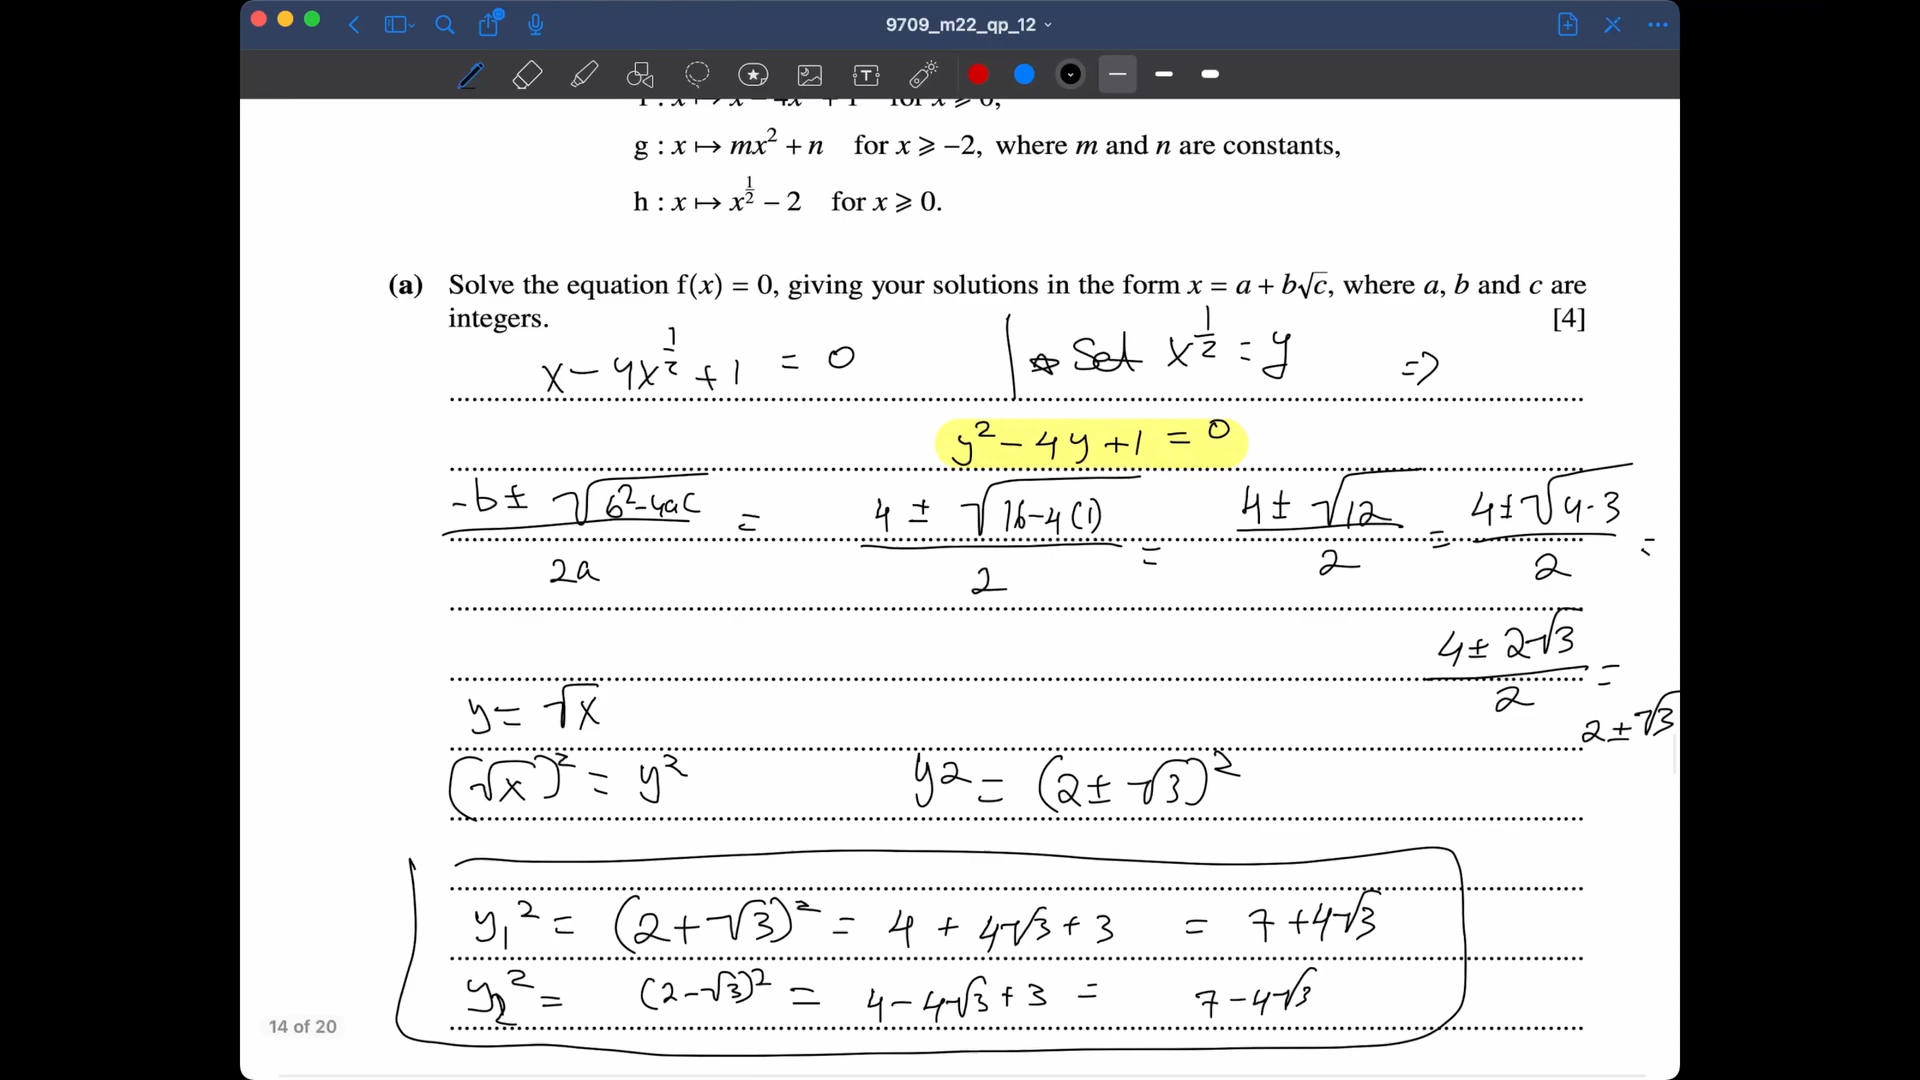 9709_m22_qp_12
g : x ↦ mx² + n for x ⩾ −2, where m and n are constants,
h : x ↦ x^(1/2) − 2 for x ⩾ 0.
(a) Solve the equation f(x) = 0, giving your solutions in the form x = a + b√c, where a, b and c are
integers. [4]
x − 4x^(1/2) + 1 = 0 | ☆ Set x^(1/2) = y =>
y² − 4y + 1 = 0
(-b ± √(b²-4ac))/2a = (4 ± √(16-4(1)))/2 = (4 ± √12)/2 = (4 ± √(4·3))/2 =
(4 ± 2√3)/2 =
y = √x
2 ± √3
(√x)² = y² y2 = (2 ± √3)²
y₁² = (2+√3)² = 4 + 4√3 + 3 = 7 + 4√3
y₂² = (2-√3)² = 4 − 4√3 + 3 = 7 − 4√3
14 of 20